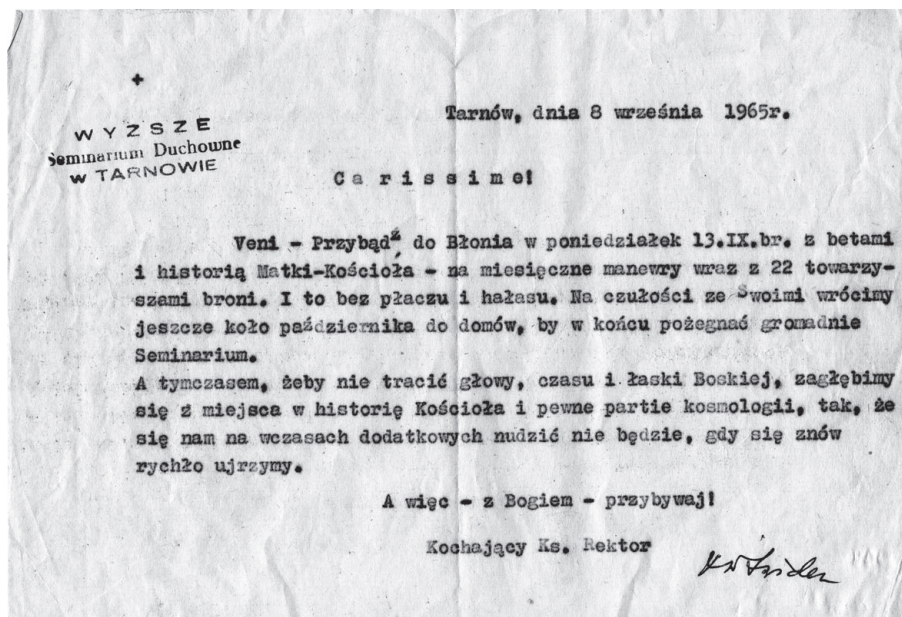 +
Tarnów, dnia 8 września 1965r.
WYŻSZE
Seminarium Duchowne
W TARNOWIE
C a r i s s i m e!
Veni - Przybądź do Błonia w poniedziałek 13.IX.br. z betami
i historią Matki-Kościoła - na miesięczne manewry wraz z 22 towarzy-
szami broni. I to bez płaczu i hałasu. Na czułości ze Swoimi wrócimy
jeszcze koło października do domów, by w końcu pożegnać gromadnie
Seminarium.
A tymczasem, żeby nie tracić głowy, czasu i łaski Boskiej, zagłębimy
się z miejsca w historię Kościoła i pewne partie kosmologii, tak, że
się nam na wczasach dodatkowych nudzić nie będzie, gdy się znów
rychło ujrzymy.
A więc - z Bogiem - przybywaj!
Kochający Ks. Rektor